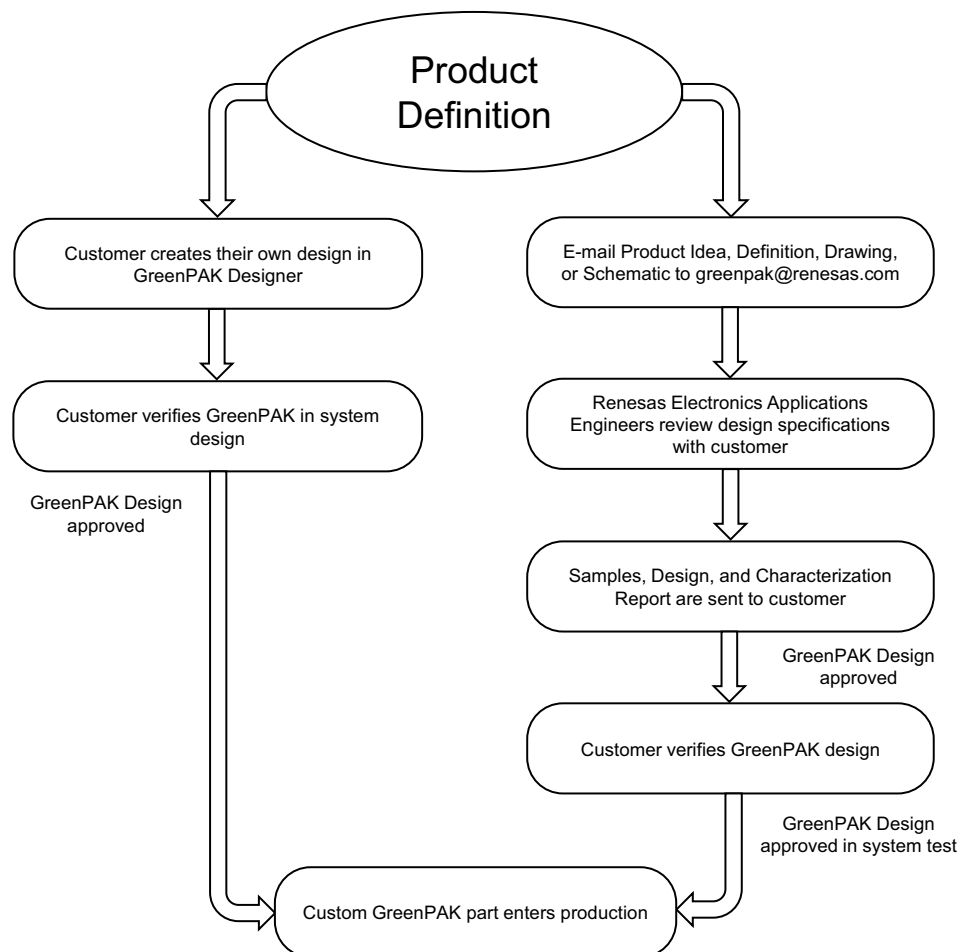 Product
Definition
Customer creates their own design in
GreenPAK Designer
Customer verifies GreenPAK in system
design
GreenPAK Design
approved
E-mail Product Idea, Definition, Drawing,
or Schematic to greenpak@renesas.com
Renesas Electronics Applications
Engineers review design specifications
with customer
Samples, Design, and Characterization
Report are sent to customer
GreenPAK Design
approved
Customer verifies GreenPAK design
GreenPAK Design
approved in system test
Custom GreenPAK part enters production